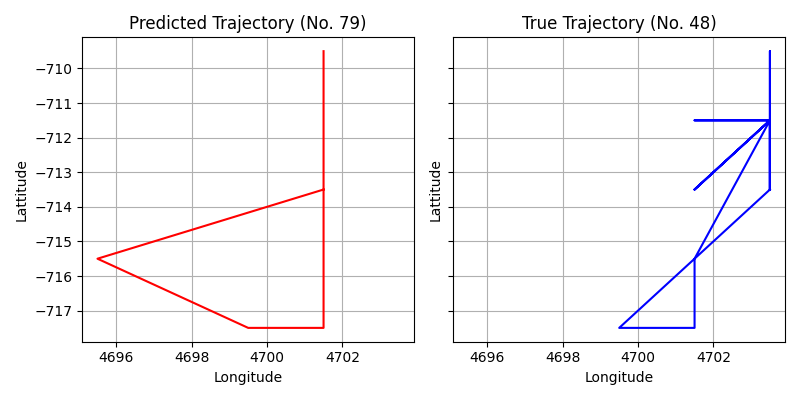 Predicted Trajectory (No. 79)
True Trajectory (No. 48)
−710
−711
−712
−713
−714
−715
−716
−717
Lattitude
Lattitude
4696 4698 4700 4702
4696 4698 4700 4702
Longitude
Longitude